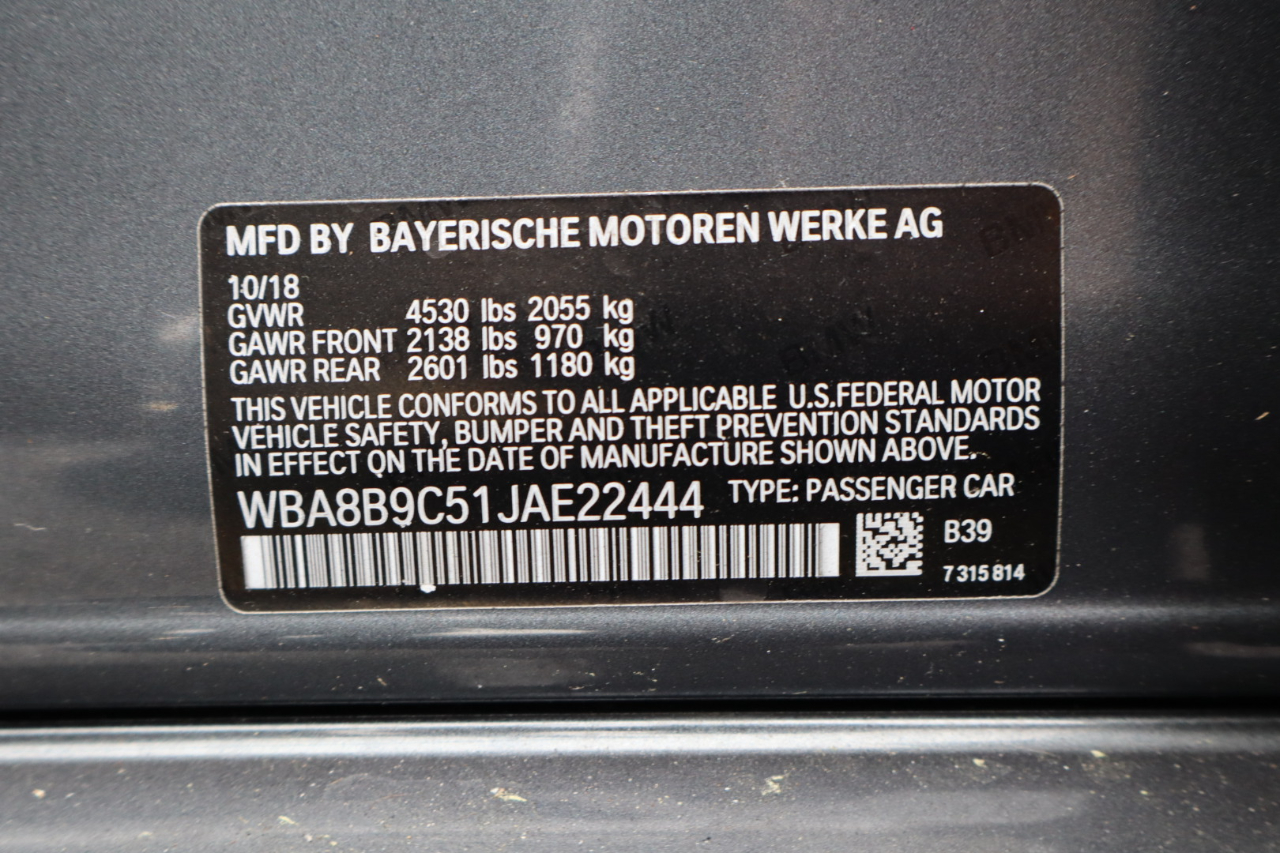 MFD BY BAYERISCHE MOTOREN WERKE AG
10/18
GVWR 4530 lbs 2055 kg
GAWR FRONT 2138 lbs 970 kg
GAWR REAR 2601 lbs 1180 kg
THIS VEHICLE CONFORMS TO ALL APPLICABLE U.S.FEDERAL MOTOR
VEHICLE SAFETY, BUMPER AND THEFT PREVENTION STANDARDS
IN EFFECT ON THE DATE OF MANUFACTURE SHOWN ABOVE.
WBA8B9C51JAE22444 TYPE: PASSENGER CAR
B39
7 315 814